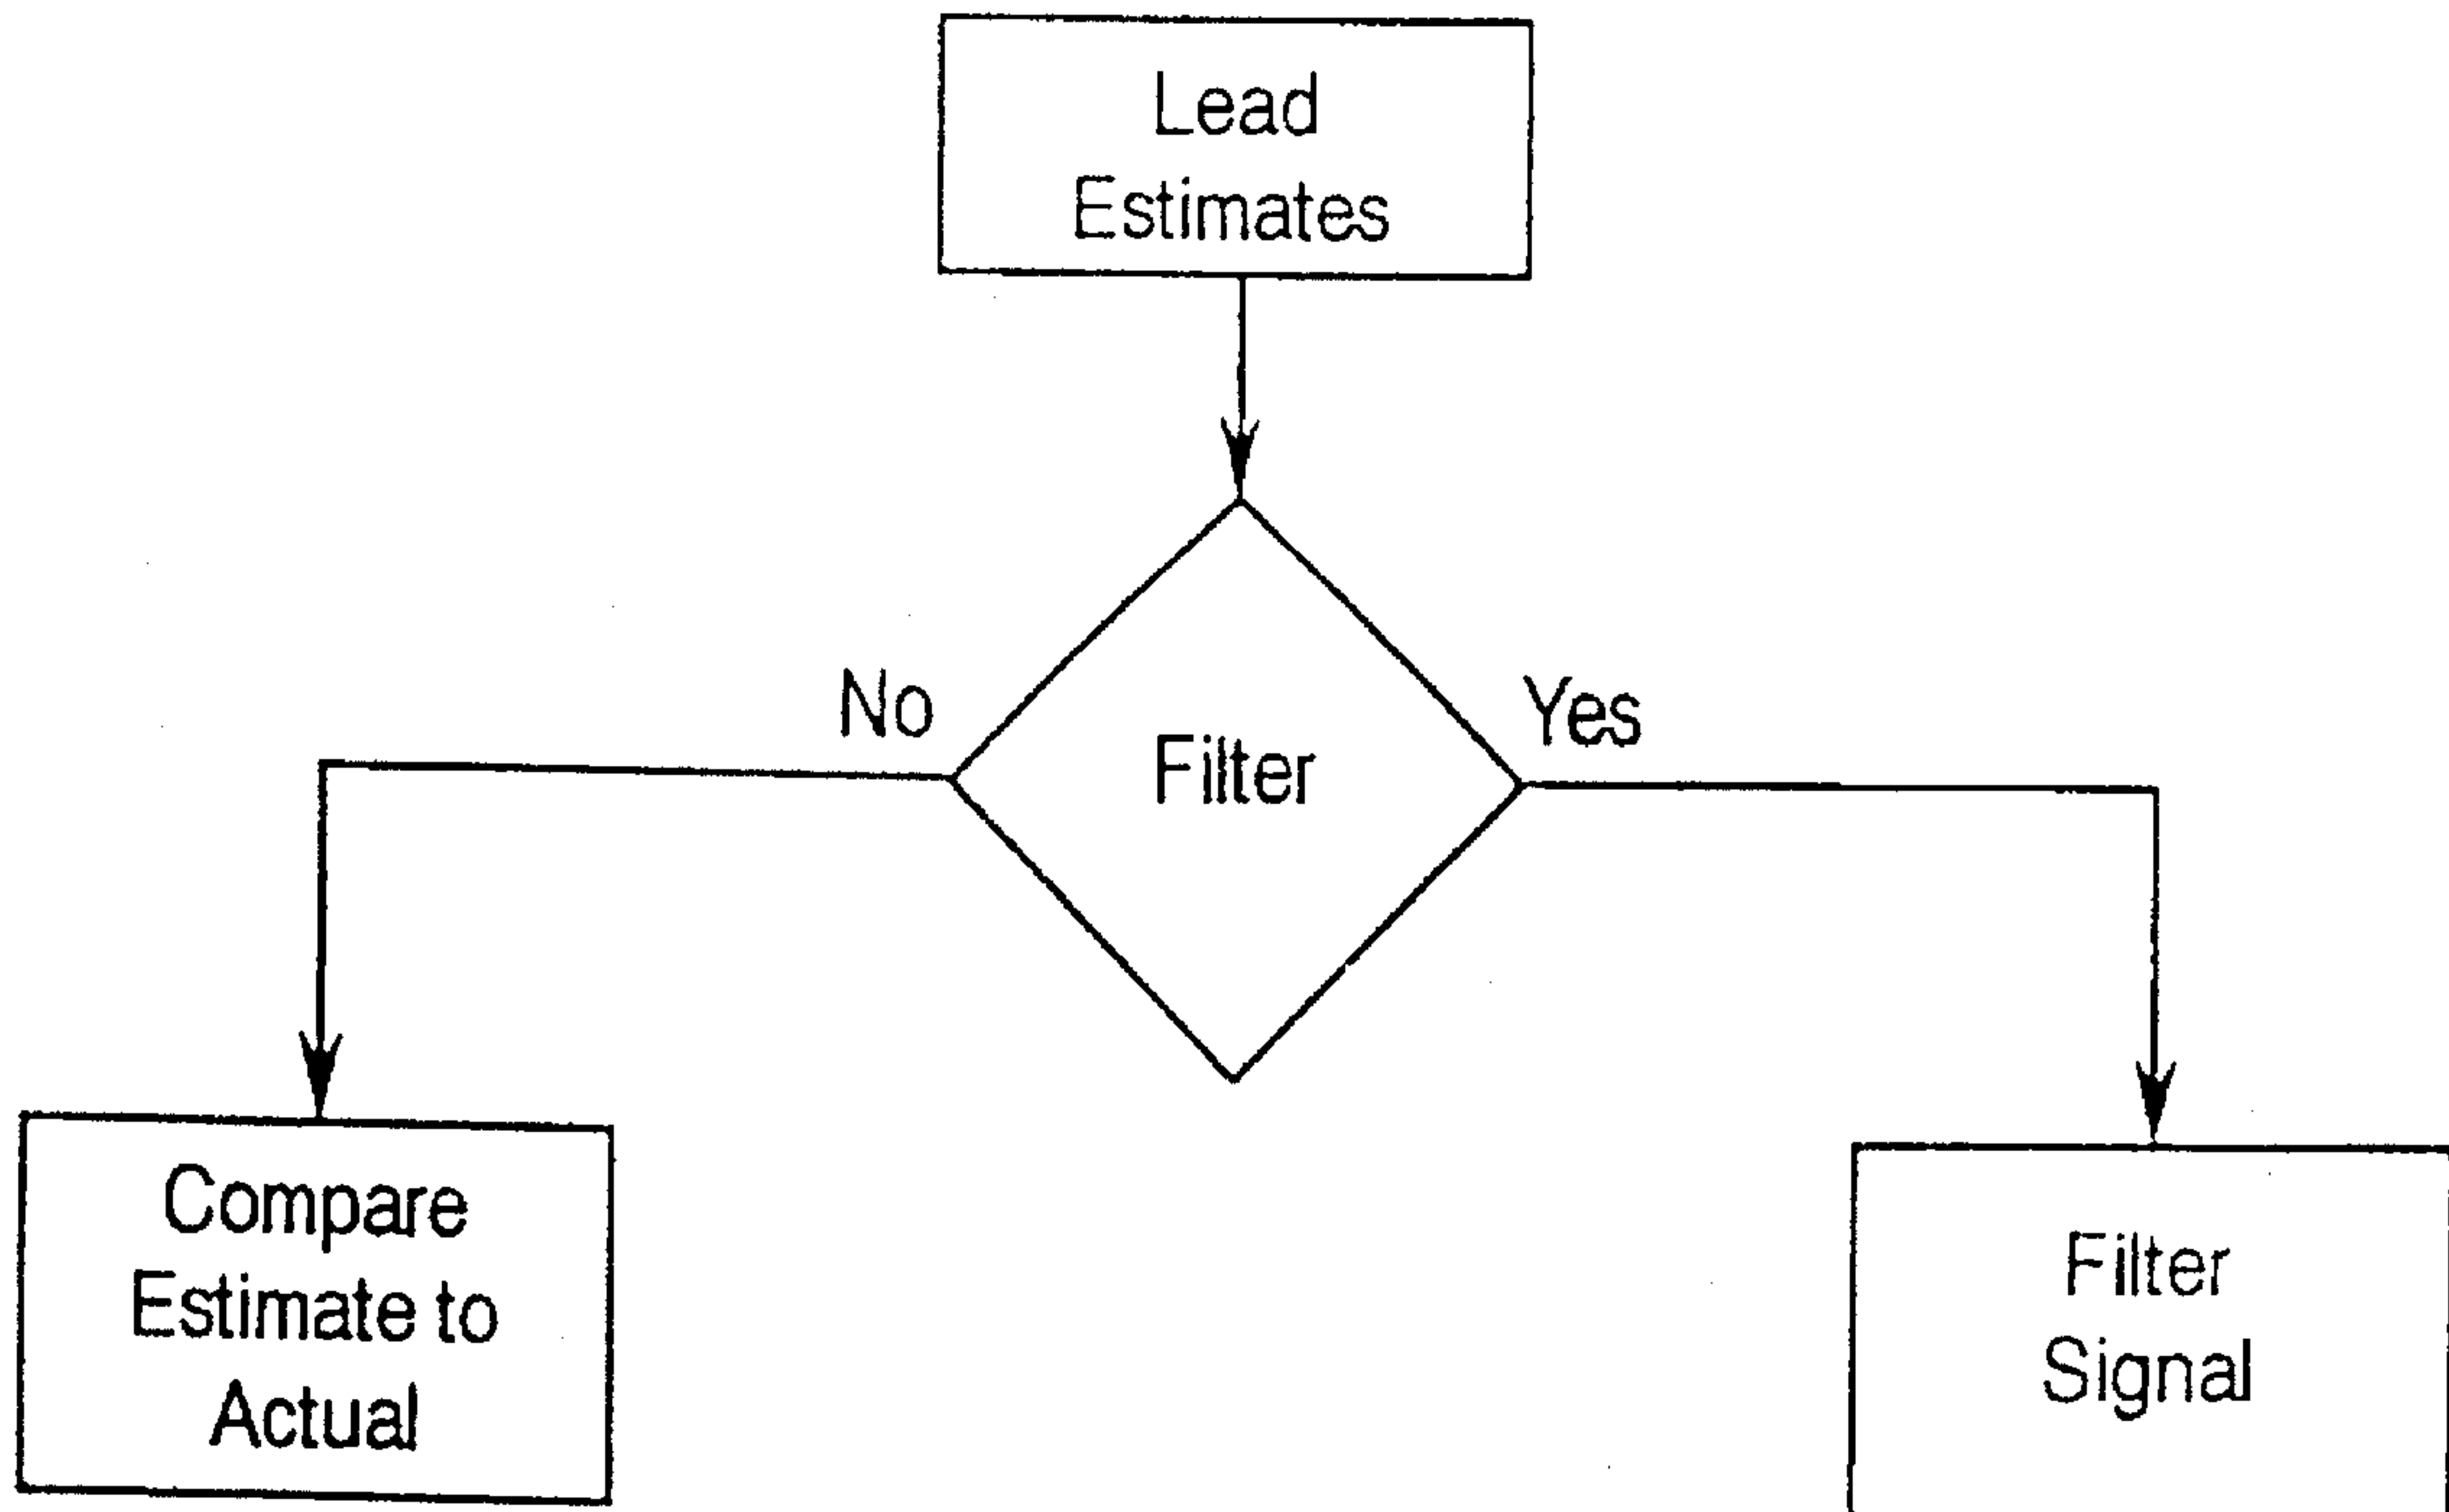 Lead
Estimates
No
Yes
Filter
Compare
Estimate to
Actual
Filter
Signal